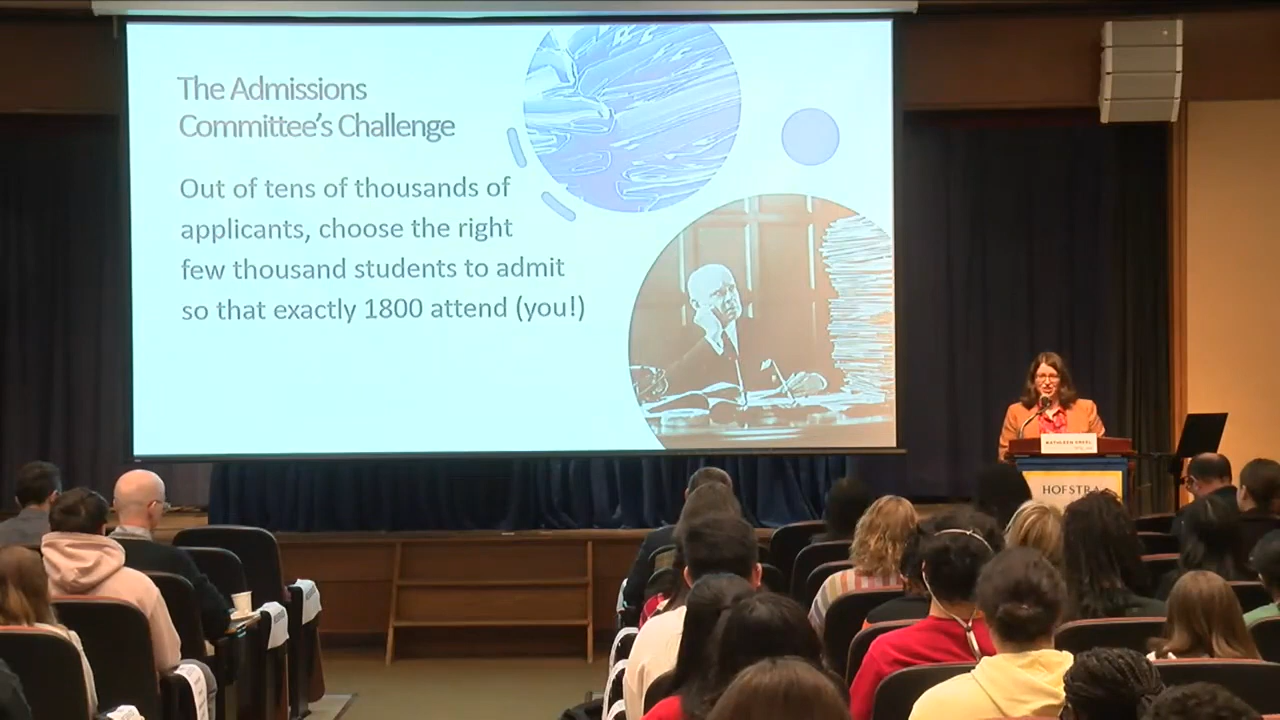 The Admissions
Committee's Challenge
Out of tens of thousands of
applicants, choose the right
few thousand students to admit
so that exactly 1800 attend (you!)
KATHLEEN
HOFSTRA